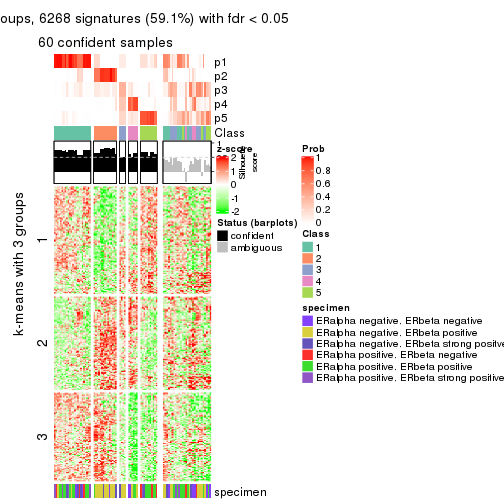 oups, 6268 signatures (59.1%) with fdr < 0.05
60 confident samples
p1
p2
p3
p4
p5
Class
1
z-score
2
1
0
-1
-2
Silhouette
score
Prob
1
0.8
0.6
0.4
0.2
0
Status (barplots)
confident
ambiguous
Class
1
2
3
4
5
specimen
ERalpha negative. ERbeta negative
ERalpha negative. ERbeta positive
ERalpha negative. ERbeta strong positive
ERalpha positive. ERbeta negative
ERalpha positive. ERbeta positive
ERalpha positive. ERbeta strong positive
k-means with 3 groups
1
2
3
specimen